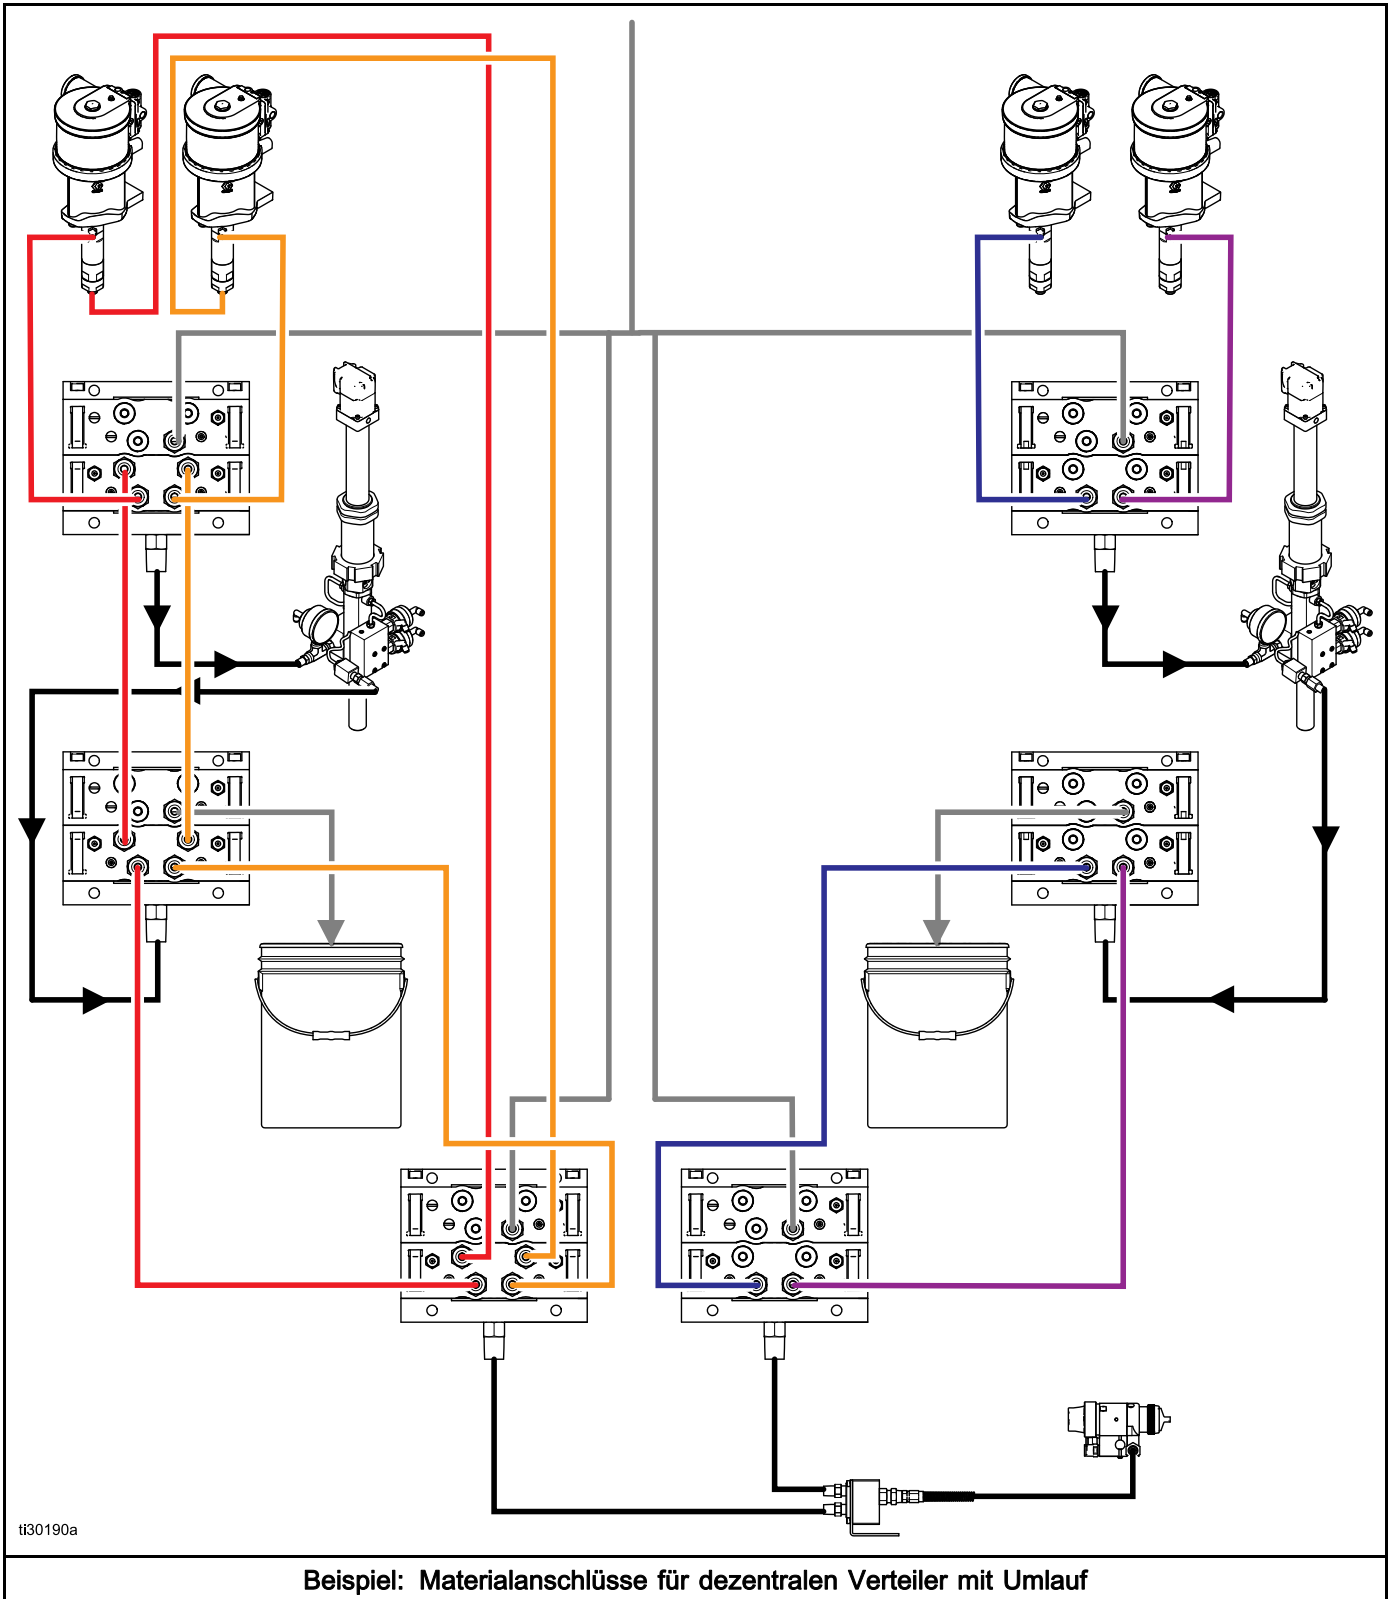 ti30190a
Beispiel: Materialanschlüsse für dezentralen Verteiler mit Umlauf